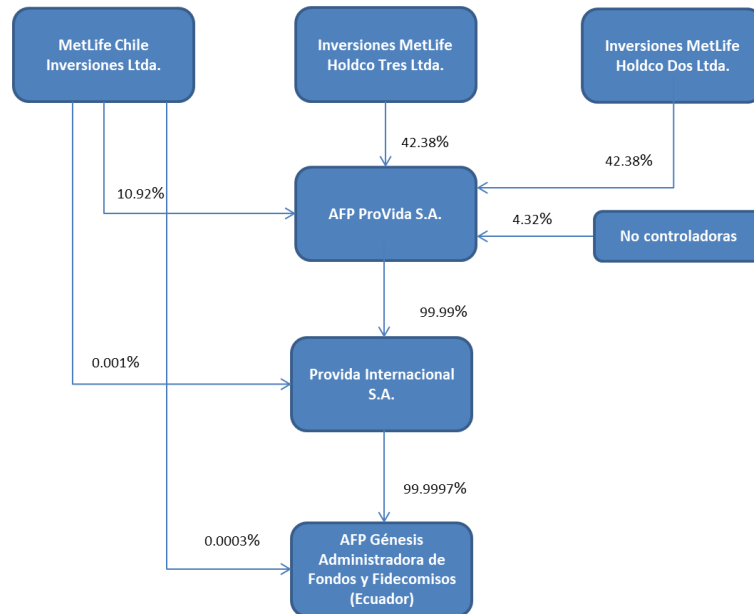 MetLife Chile
Inversiones Ltda.
Inversiones MetLife
Holdco Tres Ltda.
Inversiones MetLife
Holdco Dos Ltda.
42.38%
42.38%
10.92%
AFP ProVida S.A.
4.32%
No controladoras
99.99%
0.001%
Provida Internacional
S.A.
99.9997%
0.0003%
AFP Génesis
Administradora de
Fondos y Fidecomisos
(Ecuador)